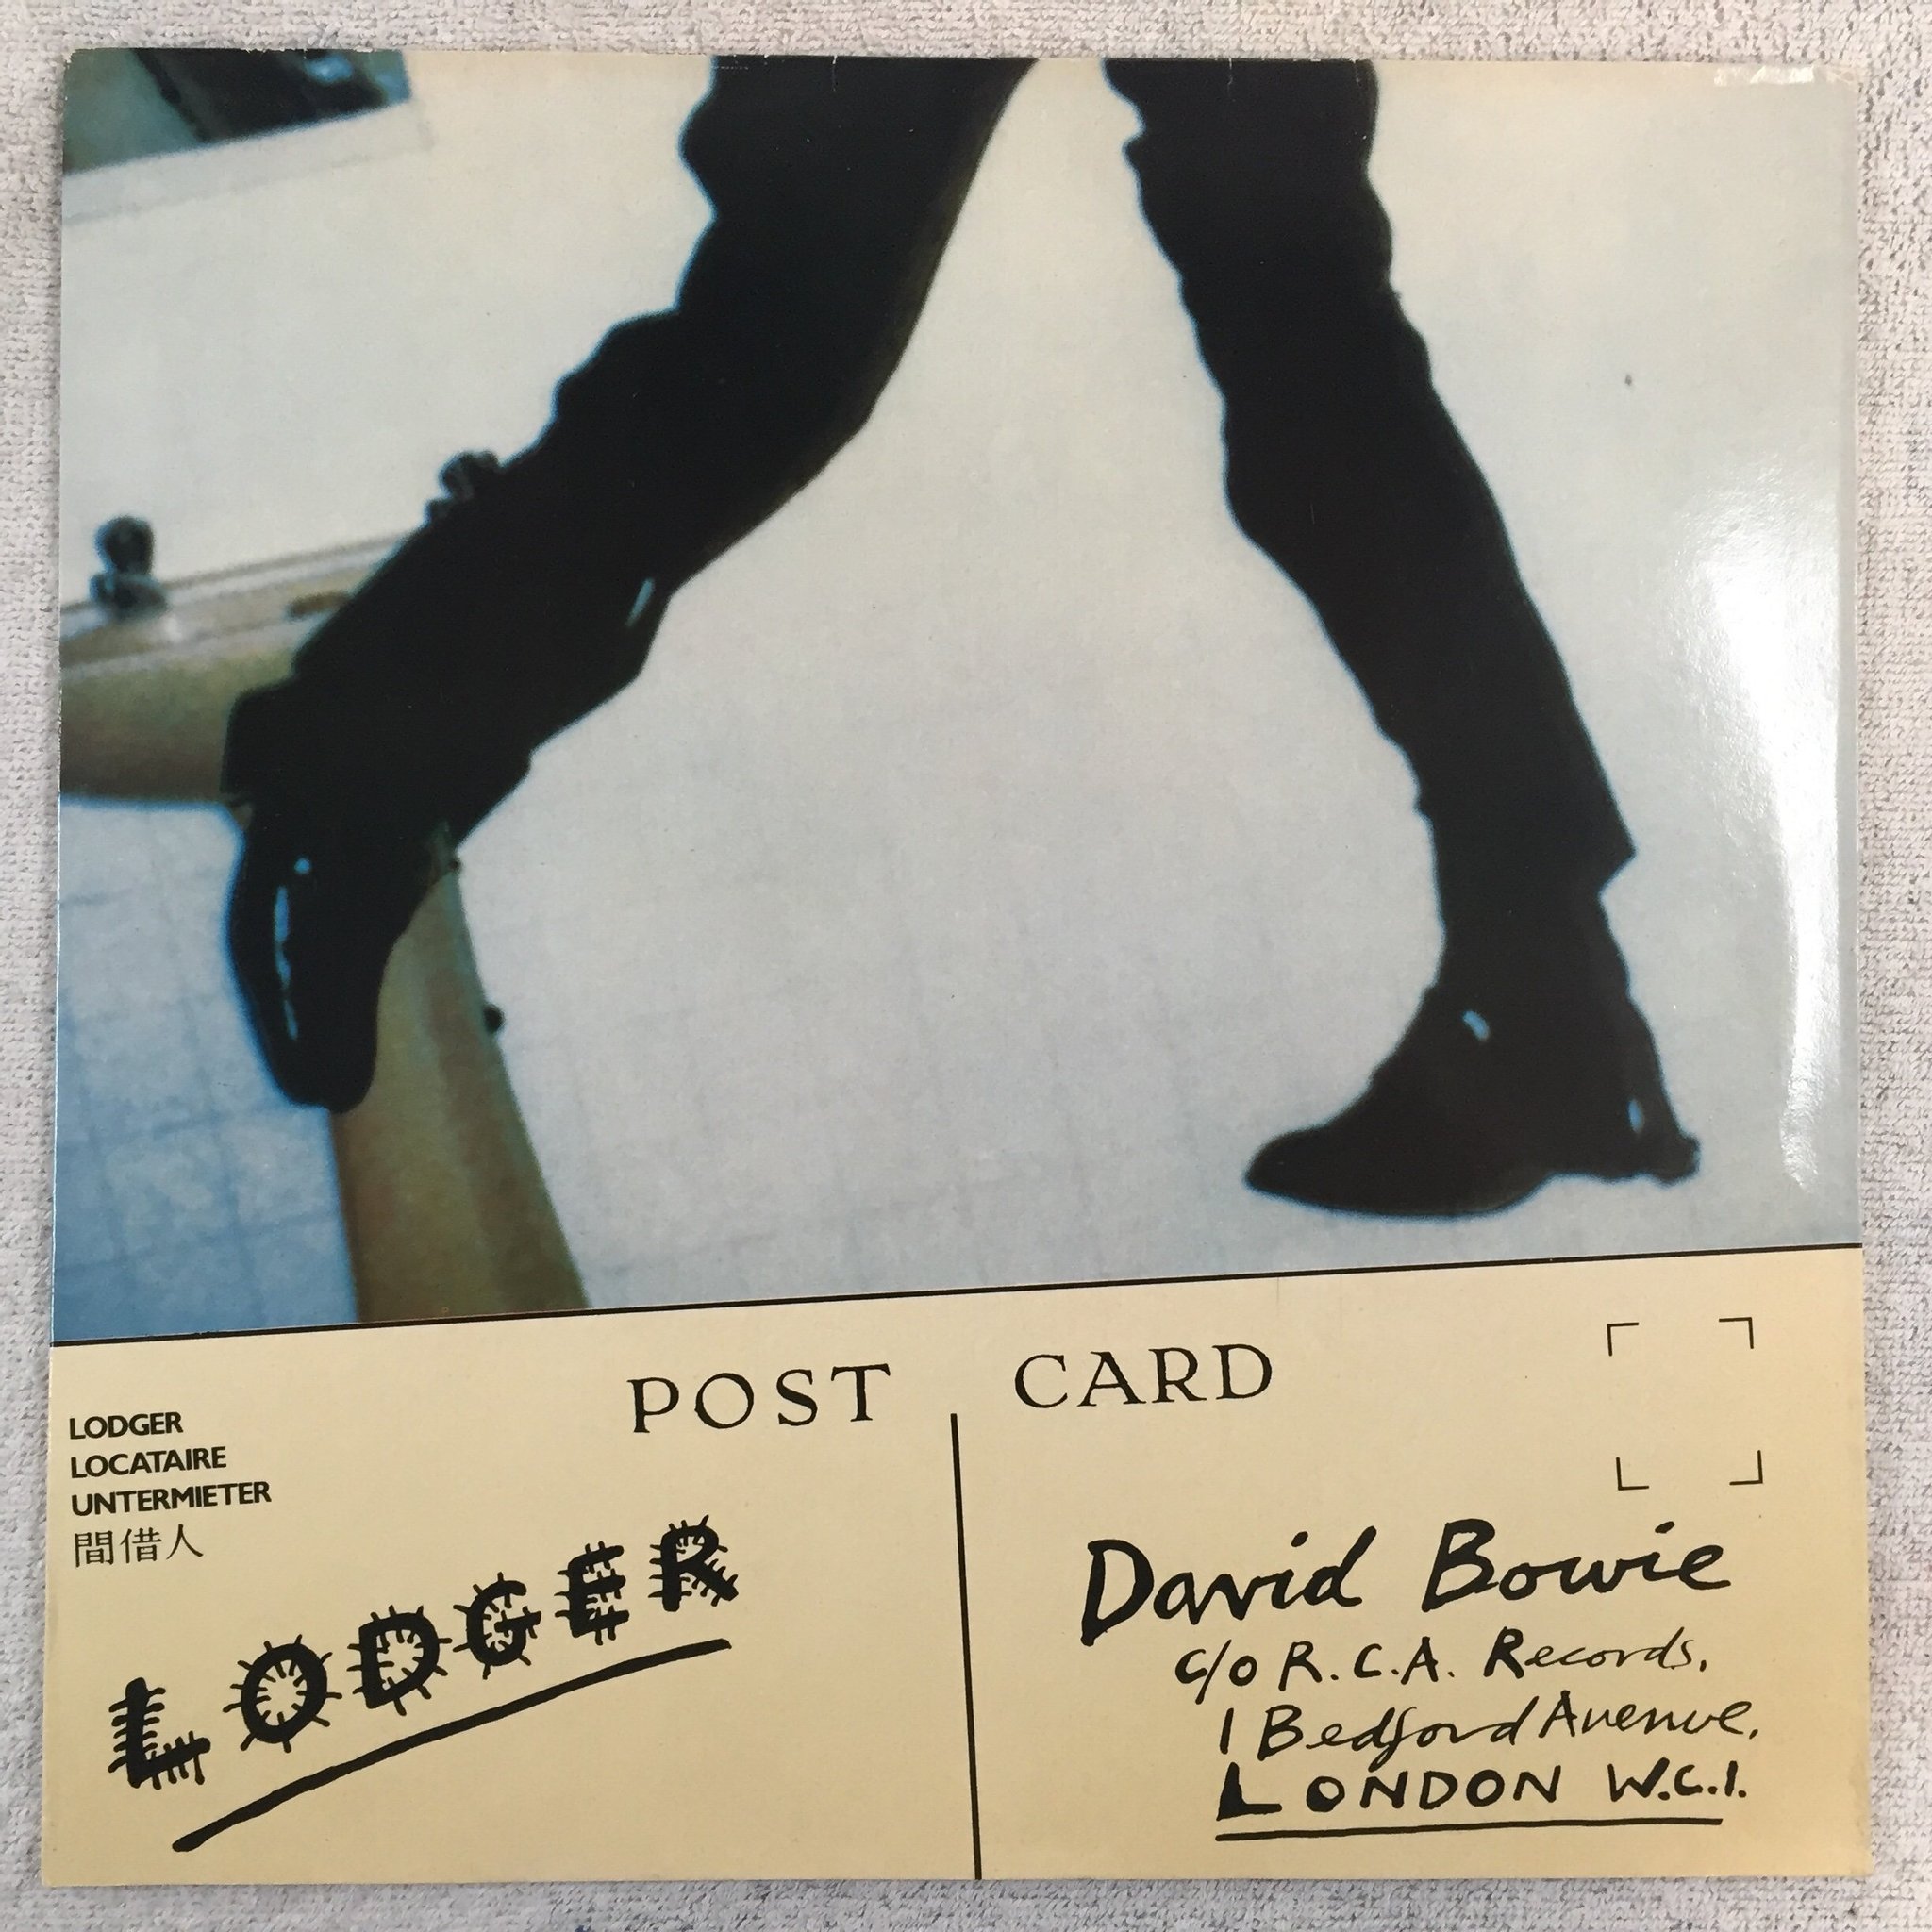 POST CARD
LODGER
LOCATAIRE
UNTERMIETER
間借人
LODGER
David Bowie
c/o R.C.A. Records,
1 Bedford Avenue,
LONDON W.C.1.